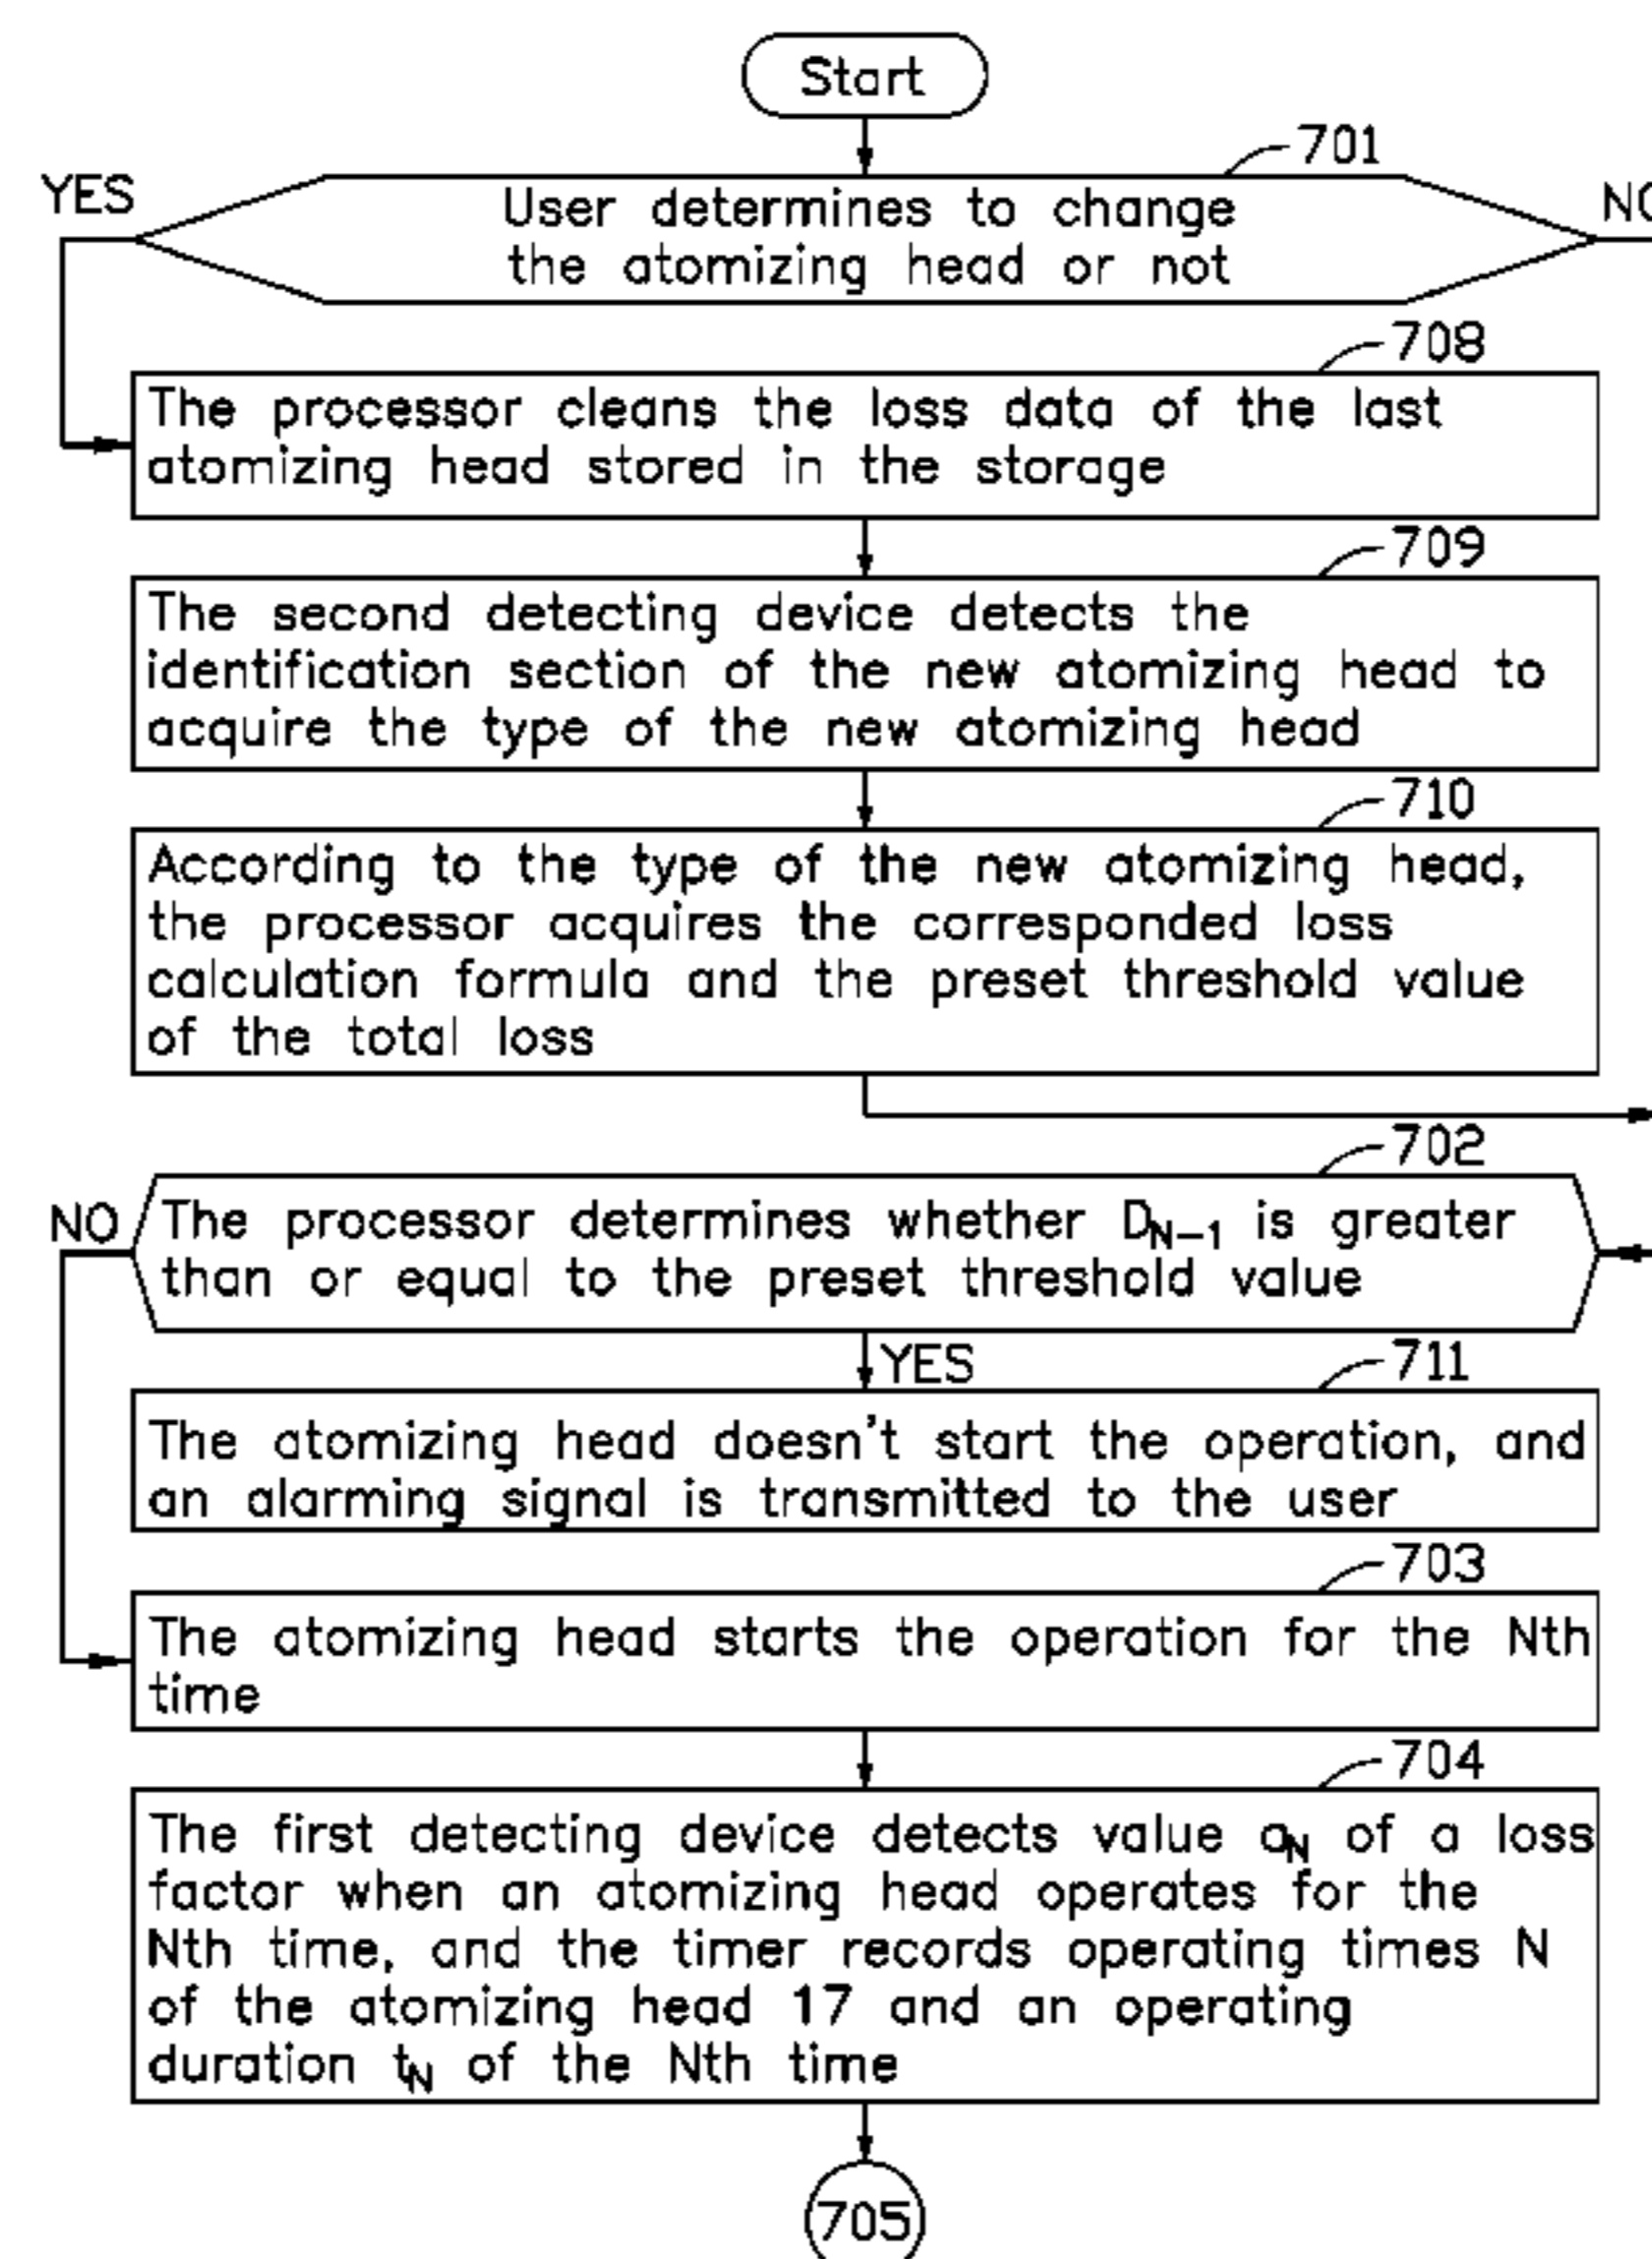 Start
701
YES
NO
User determines to change
the atomizing head or not
708
The processor cleans the loss data of the last
atomizing head stored in the storage
709
The second detecting device detects the
identification section of the new atomizing head to
acquire the type of the new atomizing head
710
According to the type of the new atomizing head,
the processor acquires the corresponded loss
calculation formula and the preset threshold value
of the total loss
702
NO
The processor determines whether D_{N-1} is greater
than or equal to the preset threshold value
YES
711
The atomizing head doesn't start the operation, and
an alarming signal is transmitted to the user
703
The atomizing head starts the operation for the Nth
time
704
The first detecting device detects value a_N of a loss
factor when an atomizing head operates for the
Nth time, and the timer records operating times N
of the atomizing head 17 and an operating
duration t_N of the Nth time
705